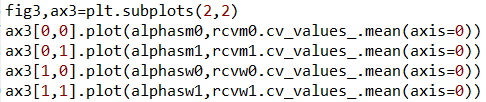 fig3,ax3=plt.subplots(2,2)
ax3[0,0].plot(alphasm0,rcvm0.cv_values_.mean(axis=0))
ax3[0,1].plot(alphasm1,rcvm1.cv_values_.mean(axis=0))
ax3[1,0].plot(alphasw0,rcvw0.cv_values_.mean(axis=0))
ax3[1,1].plot(alphasw1,rcvw1.cv_values_.mean(axis=0))